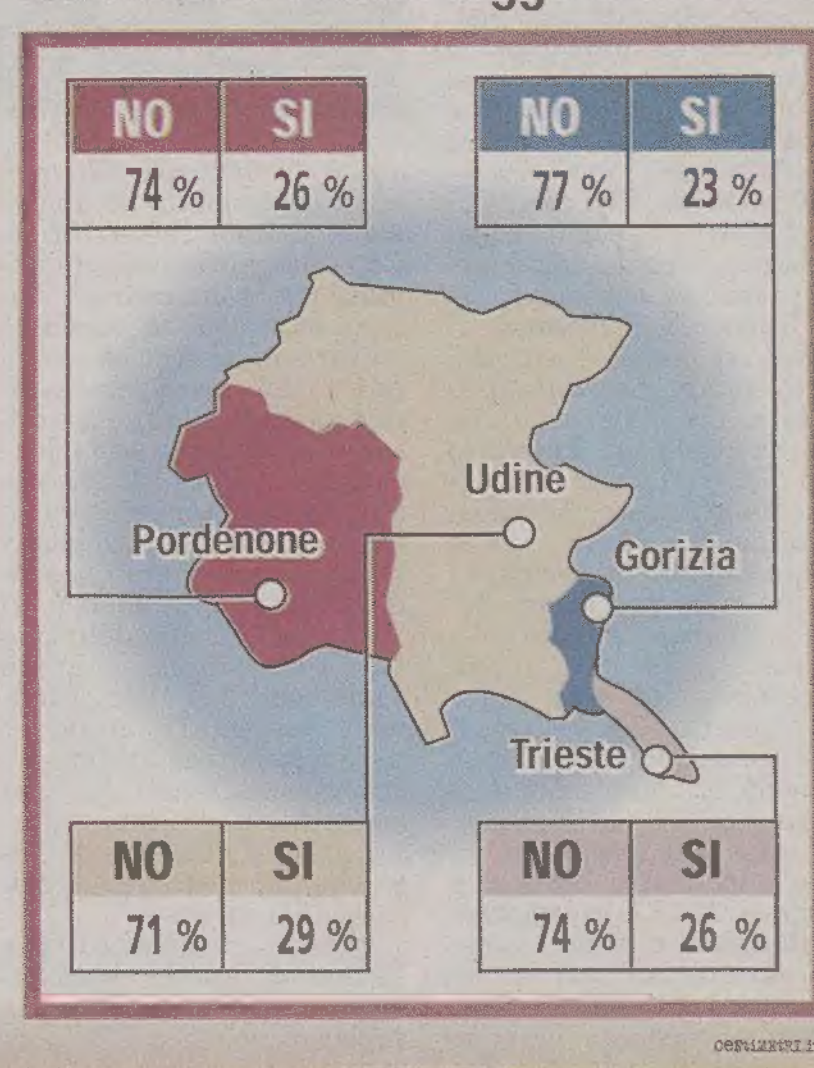 NO SI
74 % 26 %
NO SI
77 % 23 %
Udine
Pordenone
Gorizia
Trieste
NO SI
71 % 29 %
NO SI
74 % 26 %